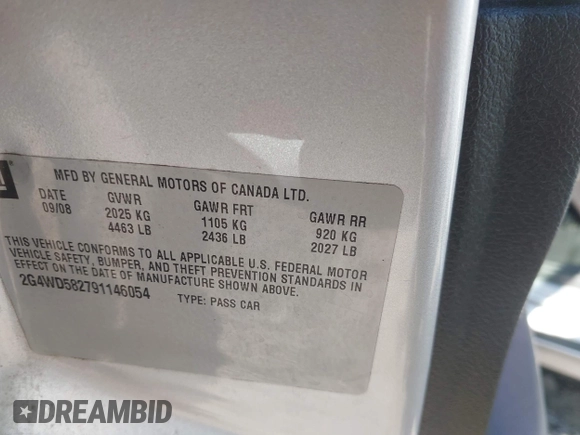 GM
MFD BY GENERAL MOTORS OF CANADA LTD.
DATE GVWR GAWR FRT GAWR RR
09/08 2025 KG 1105 KG 920 KG
4463 LB 2436 LB 2027 LB
THIS VEHICLE CONFORMS TO ALL APPLICABLE U.S. FEDERAL MOTOR
VEHICLE SAFETY, BUMPER, AND THEFT PREVENTION STANDARDS IN
EFFECT ON THE DATE OF MANUFACTURE SHOWN ABOVE.
2G4WD582791146054 TYPE: PASS CAR
DREAMBID